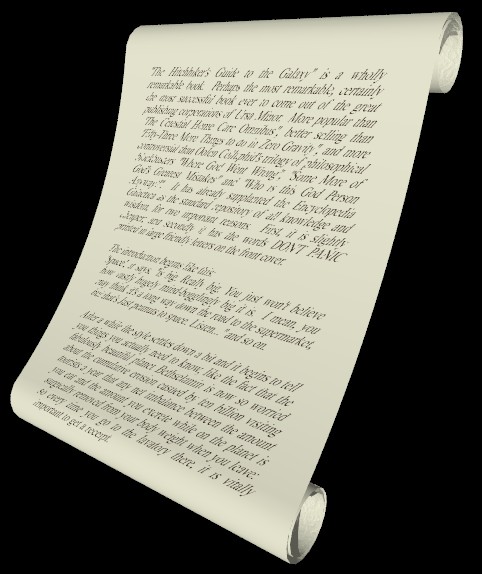 "The Hitchhiker's Guide to the Galaxy" is a wholly
remarkable book. Perhaps the most remarkable, certainly
the most successful book ever to come out of the great
publishing corporations of Ursa Minor. More popular than
"The Celestial Home Care Omnibus," better selling than
"Fifty-Three More Things to do in Zero Gravity," and more
controversial than Oolon Colluphid's trilogy of philosophical
blockbusters "Where God Went Wrong," "Some More of
God's Greatest Mistakes" and "Who is this God Person
Anyway?". It has already supplanted the Encyclopedia
Galactica as the standard repository of all knowledge and
wisdom, for two important reasons. First, it is slightly
cheaper, and secondly it has the words DON'T PANIC
printed in large friendly letters on the front cover.
The introduction begins like this:
"Space," it says, "is big. Really big. You just won't believe
how vastly hugely mind-bogglingly big it is. I mean, you
may think it's a long way down the road to the supermarket,
but that's just peanuts to space. Listen..." and so on.
After a while the style settles down a bit and it begins to tell
you things you actually need to know, like the fact that the
fabulously beautiful planet Bethselamin is now so worried
about the cumulative erosion caused by ten billion visiting
tourists a year that any net imbalance between the amount
you eat and the amount you excrete while on the planet is
surgically removed from your body weight when you leave:
so every time you go to the lavatory there, it is vitally
important to get a receipt.